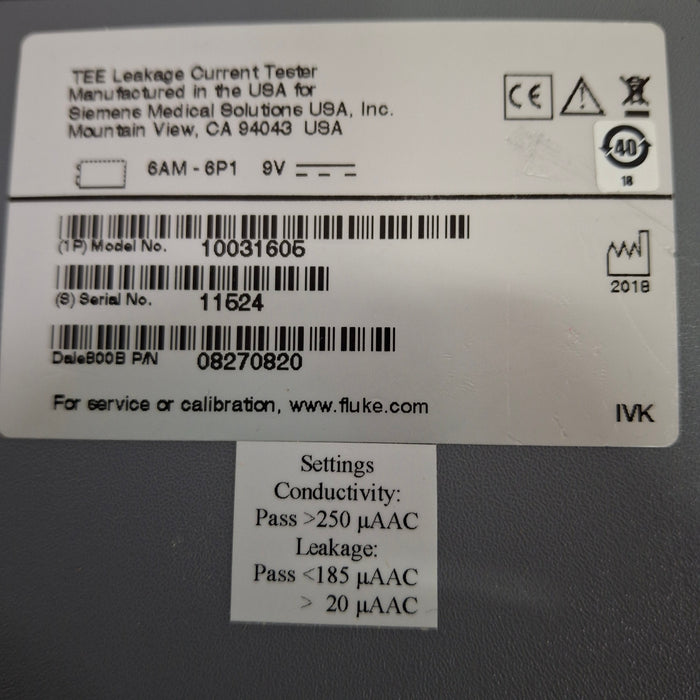 TEE Leakage Current Tester
Manufactured in the USA for
Siemens Medical Solutions USA, Inc.
Mountain View, CA 94043 USA
6AM - 6P1 9V
CE
40
18
(1P) Model No. 10031605
(S) Serial No. 11524
2018
Dale800B P/N 08270820
For service or calibration, www.fluke.com
IVK
Settings
Conductivity:
Pass >250 µAAC
Leakage:
Pass <185 µAAC
> 20 µAAC